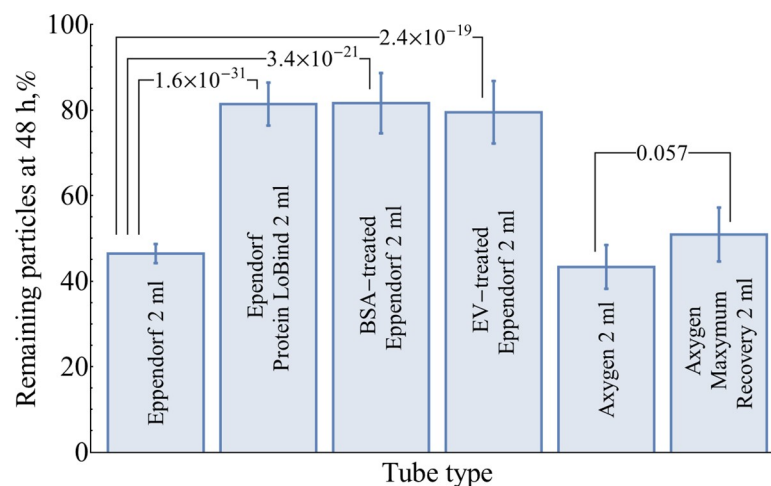 100
80
60
40
20
0
Remaining particles at 48 h,%
2.4×10−19
3.4×10−21
1.6×10−31
0.057
Eppendorf 2 ml
Ependorf
Protein LoBind 2 ml
BSA−treated
Eppendorf 2 ml
EV−treated
Eppendorf 2 ml
Axygen 2 ml
Axygen
Maxymum
Recovery 2 ml
Tube type